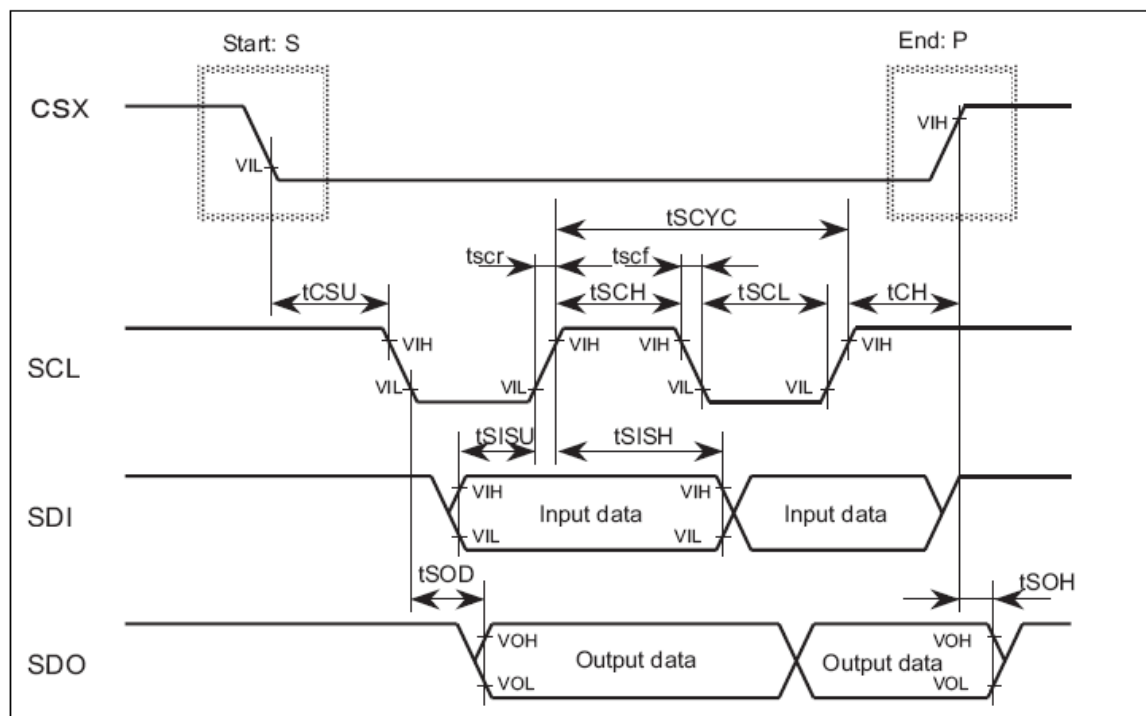 Start: S End: P
CSX VIH
VIL
tSCYC
tscr tscf
tCSU tSCH tSCL tCH
VIH VIH VIH VIH
SCL
VIL VIL VIL VIL
tSISU tSISH
VIH VIH
SDI Input data Input data
VIL VIL
tSOD tSOH
VOH VOH
SDO Output data Output data
VOL VOL